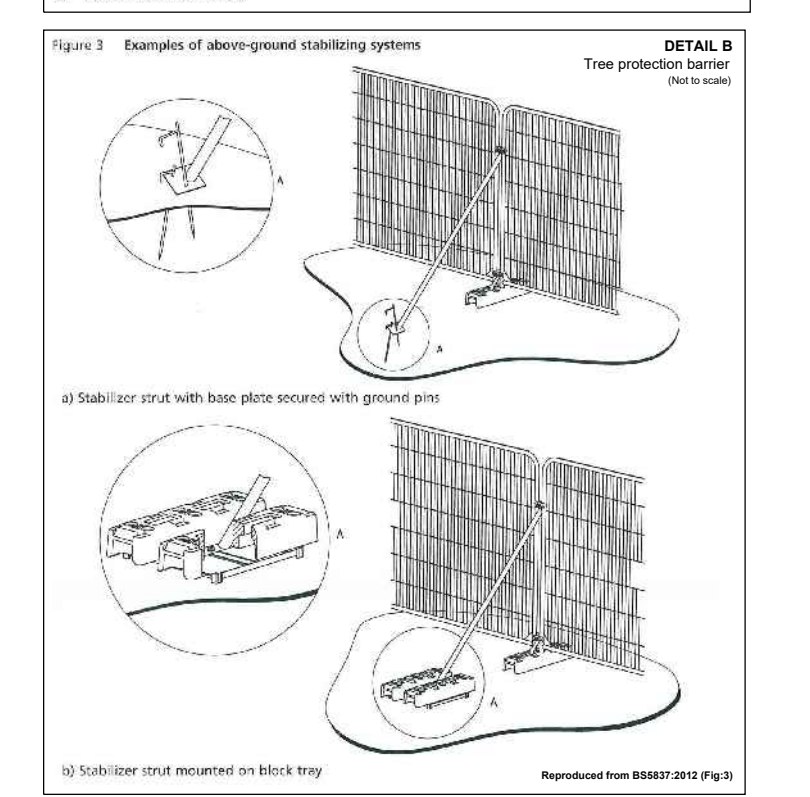 Figure 3 Examples of above-ground stabilizing systems
DETAIL B
Tree protection barrier
(Not to scale)
A
A
a) Stabilizer strut with base plate secured with ground pins
A
A
b) Stabilizer strut mounted on block tray
Reproduced from BS5837:2012 (Fig:3)